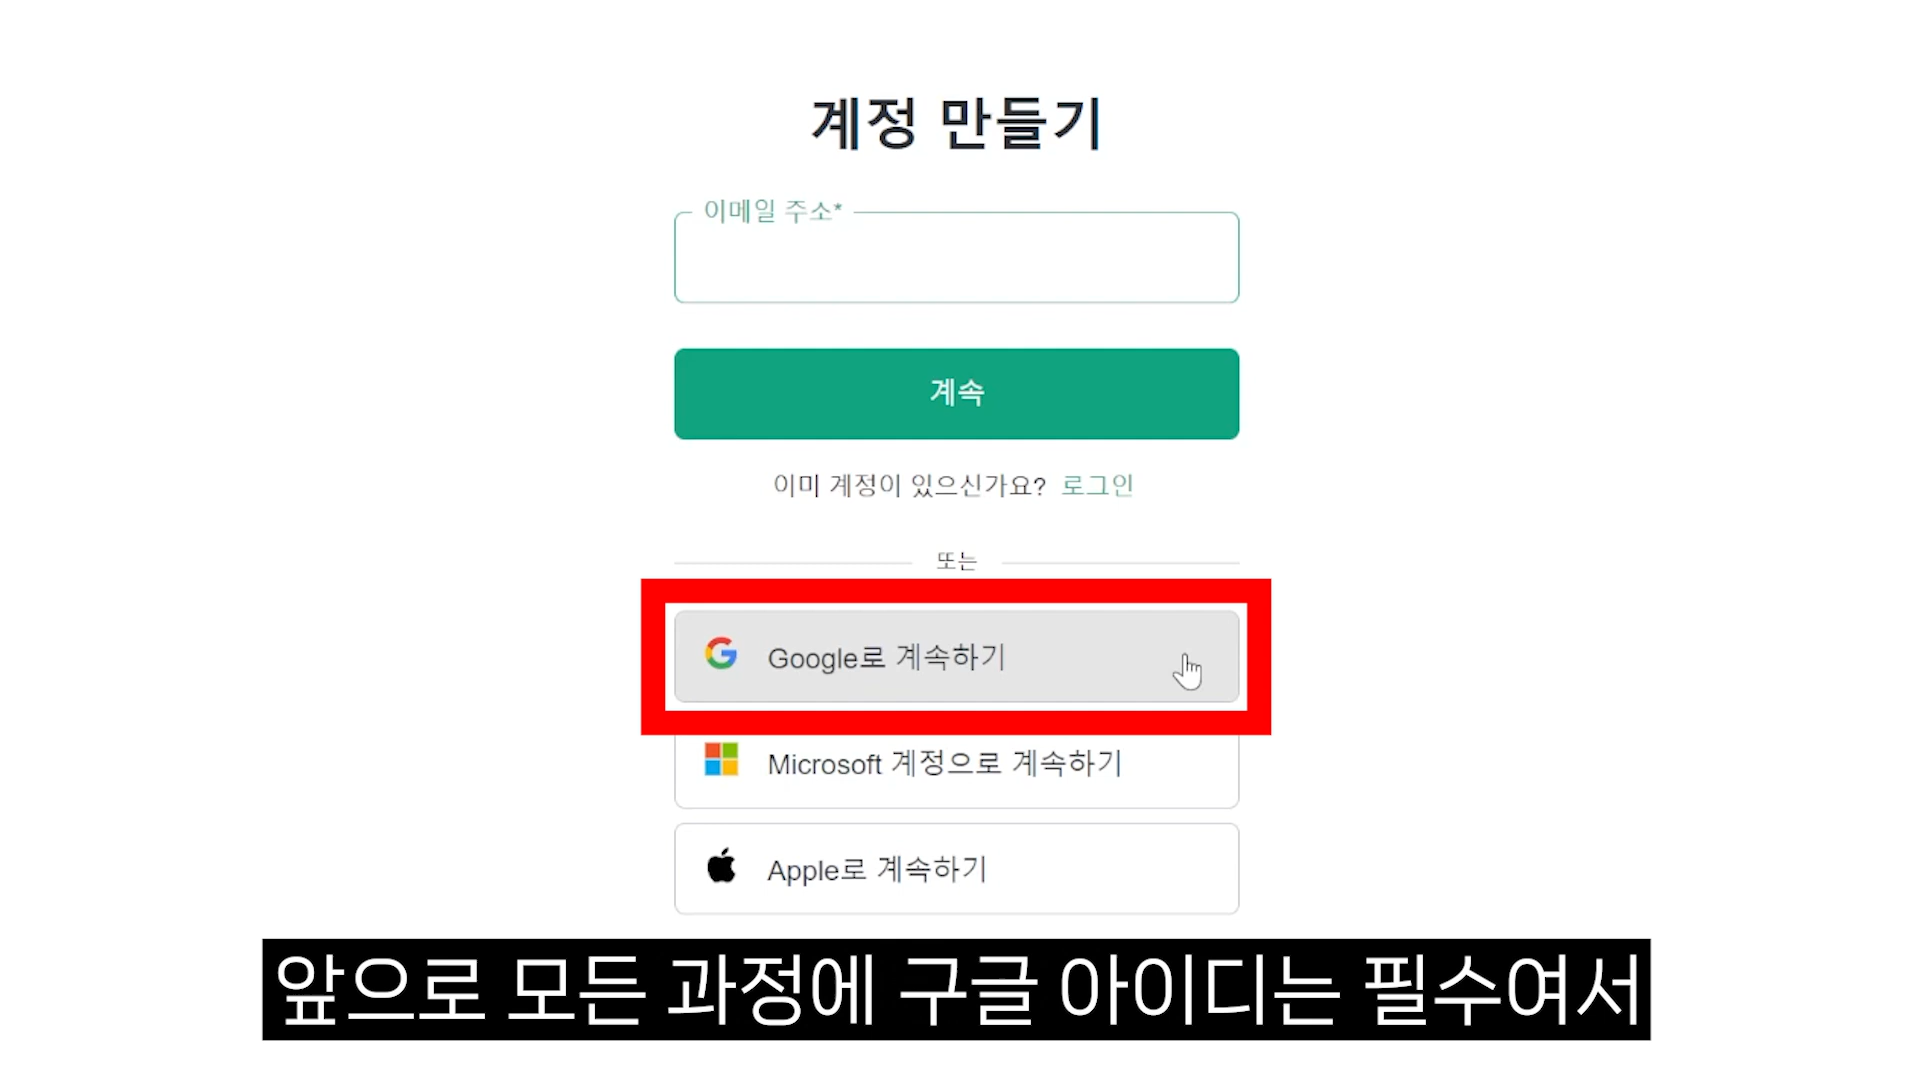 계정 만들기
이메일 주소*
계속
이미 계정이 있으신가요? 로그인
또는
Google로 계속하기
Microsoft 계정으로 계속하기
Apple로 계속하기
앞으로 모든 과정에 구글 아이디는 필수여서